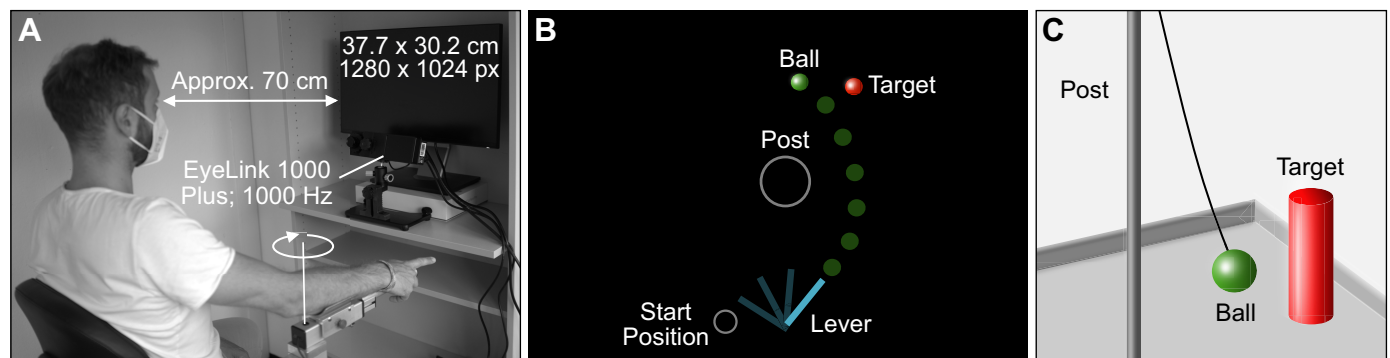 A
37.7 x 30.2 cm
1280 x 1024 px
Approx. 70 cm
EyeLink 1000
Plus; 1000 Hz
B
Ball
Target
Post
Start
Position
Lever
C
Post
Target
Ball